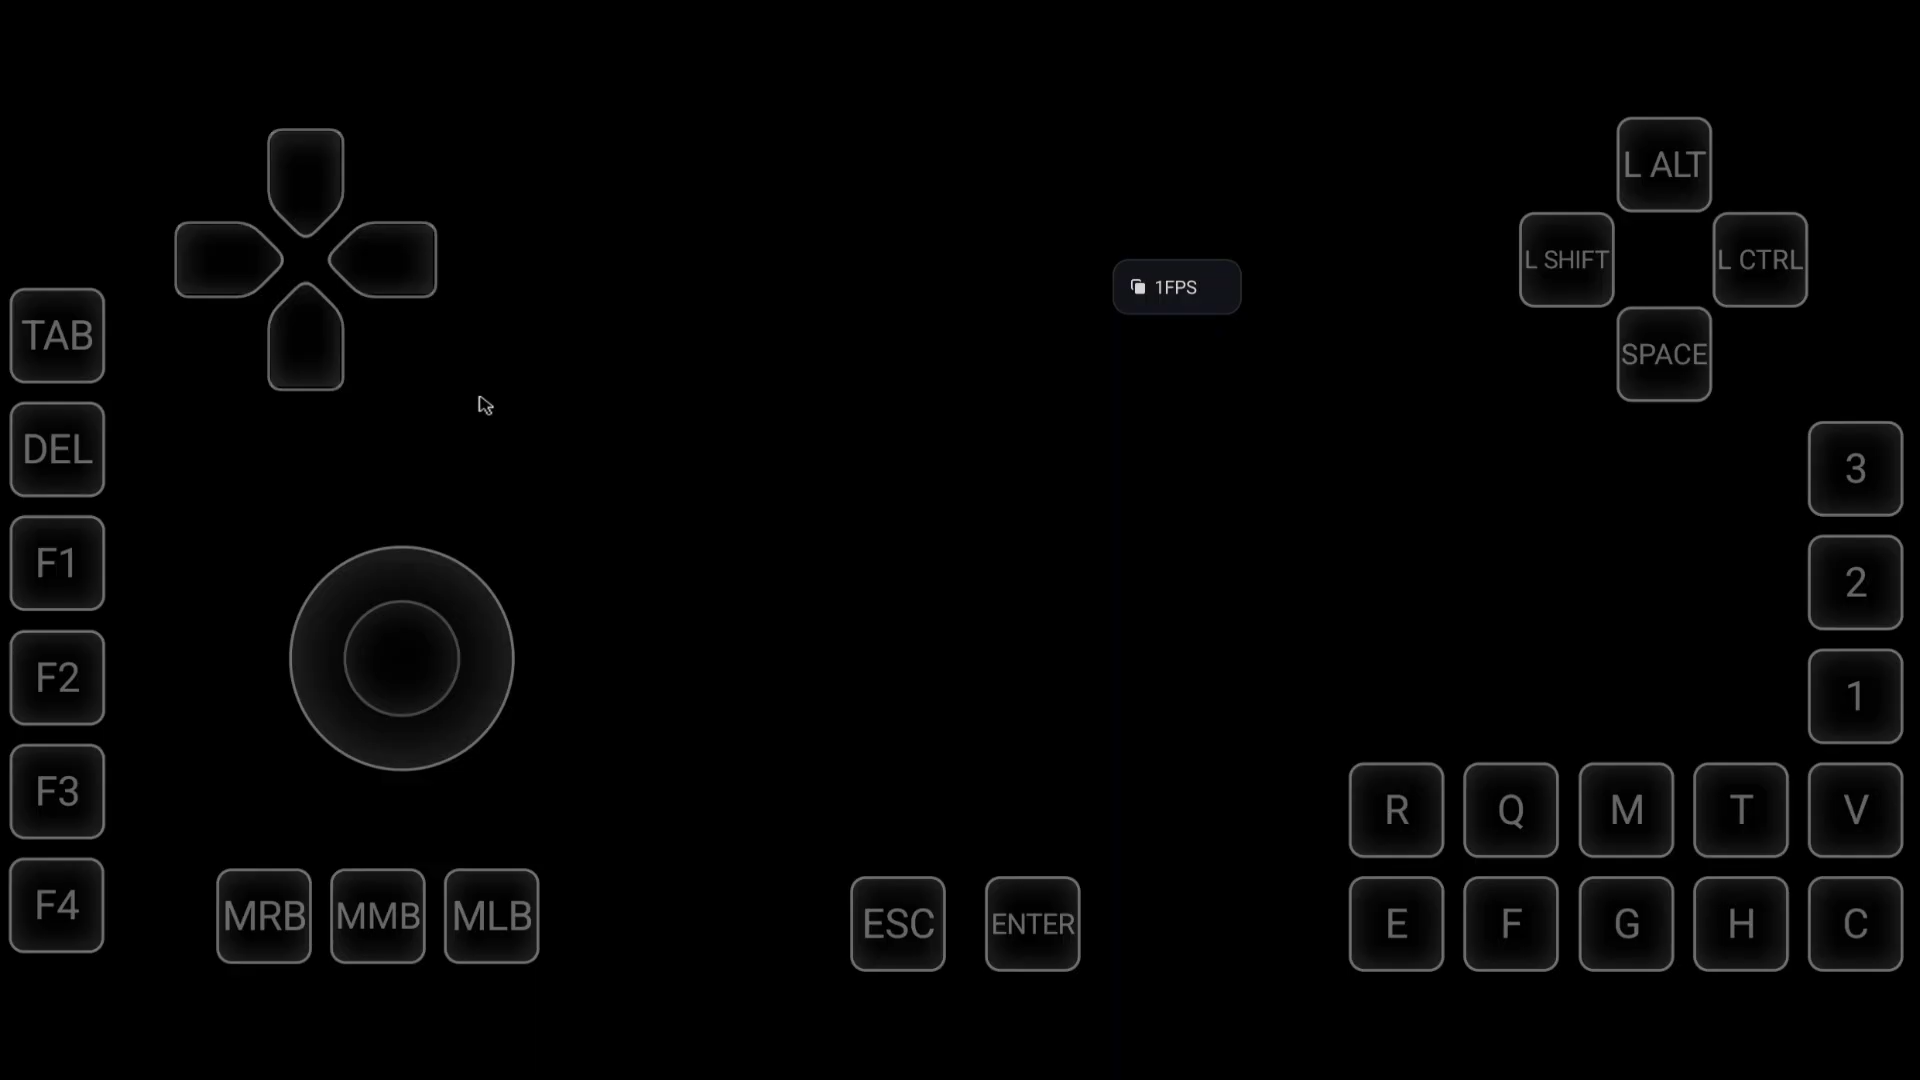 L ALT
L SHIFT
L CTRL
1FPS
TAB
SPACE
DEL
3
F1
2
F2
1
F3
R Q M T V
F4
MRB MMB MLB
ESC ENTER
E F G H C